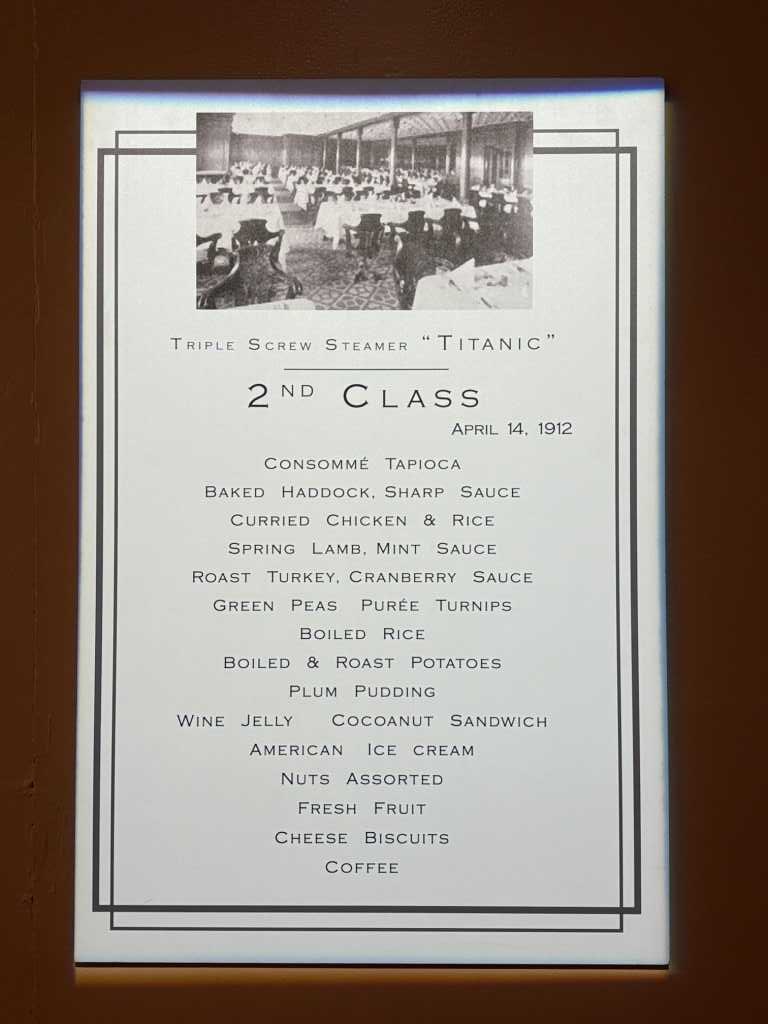 Triple Screw Steamer "Titanic"
2nd Class
April 14, 1912
Consommé Tapioca
Baked Haddock, Sharp Sauce
Curried Chicken & Rice
Spring Lamb, Mint Sauce
Roast Turkey, Cranberry Sauce
Green Peas Purée Turnips
Boiled Rice
Boiled & Roast Potatoes
Plum Pudding
Wine Jelly Cocoanut Sandwich
American Ice cream
Nuts Assorted
Fresh Fruit
Cheese Biscuits
Coffee